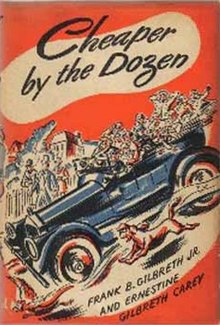 Cheaper
by the Dozen
FRANK B. GILBRETH JR.
AND ERNESTINE
GILBRETH CAREY